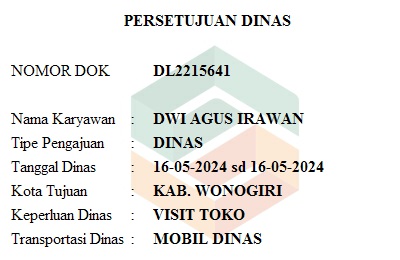 PERSETUJUAN DINAS
NOMOR DOK DL2215641
Nama Karyawan : DWI AGUS IRAWAN
Tipe Pengajuan : DINAS
Tanggal Dinas : 16-05-2024 sd 16-05-2024
Kota Tujuan : KAB. WONOGIRI
Keperluan Dinas : VISIT TOKO
Transportasi Dinas : MOBIL DINAS